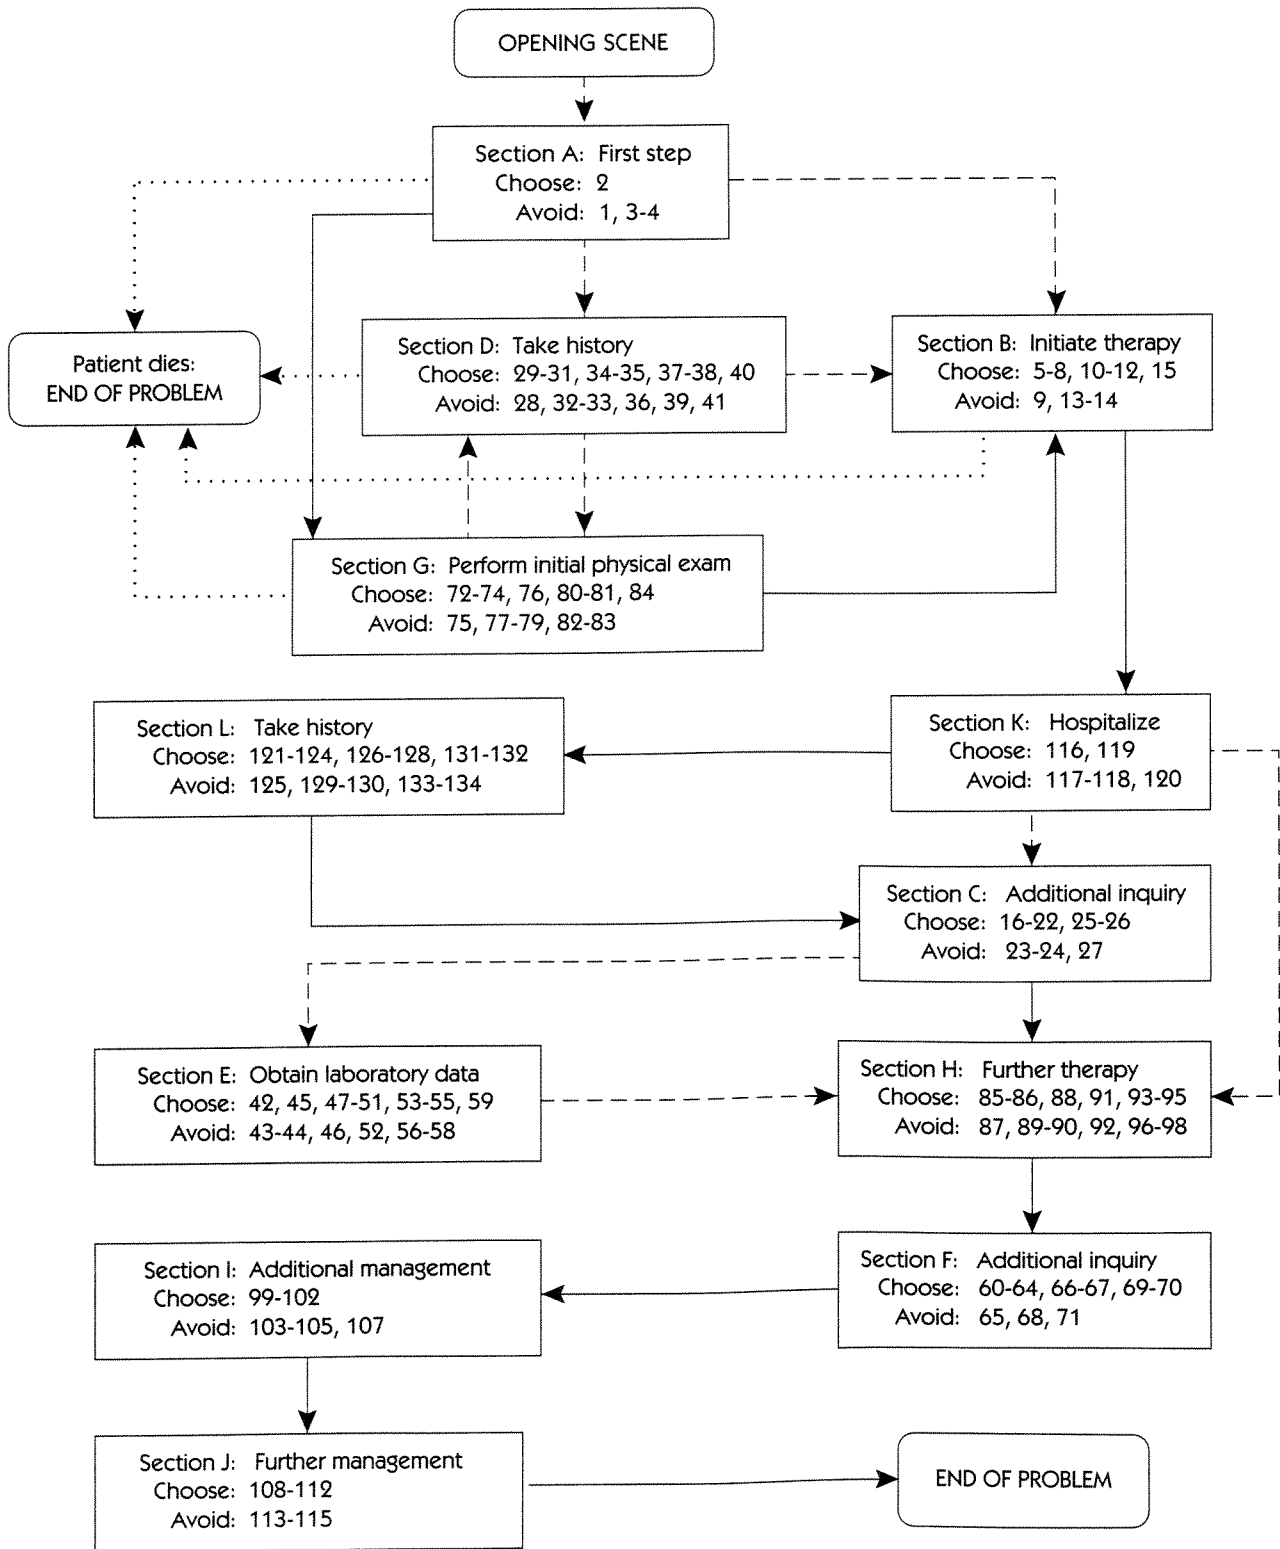 OPENING SCENE
Section A: First step
Choose: 2
Avoid: 1, 3-4
Patient dies:
END OF PROBLEM
Section D: Take history
Choose: 29-31, 34-35, 37-38, 40
Avoid: 28, 32-33, 36, 39, 41
Section B: Initiate therapy
Choose: 5-8, 10-12, 15
Avoid: 9, 13-14
Section G: Perform initial physical exam
Choose: 72-74, 76, 80-81, 84
Avoid: 75, 77-79, 82-83
Section L: Take history
Choose: 121-124, 126-128, 131-132
Avoid: 125, 129-130, 133-134
Section K: Hospitalize
Choose: 116, 119
Avoid: 117-118, 120
Section C: Additional inquiry
Choose: 16-22, 25-26
Avoid: 23-24, 27
Section E: Obtain laboratory data
Choose: 42, 45, 47-51, 53-55, 59
Avoid: 43-44, 46, 52, 56-58
Section H: Further therapy
Choose: 85-86, 88, 91, 93-95
Avoid: 87, 89-90, 92, 96-98
Section I: Additional management
Choose: 99-102
Avoid: 103-105, 107
Section F: Additional inquiry
Choose: 60-64, 66-67, 69-70
Avoid: 65, 68, 71
Section J: Further management
Choose: 108-112
Avoid: 113-115
END OF PROBLEM